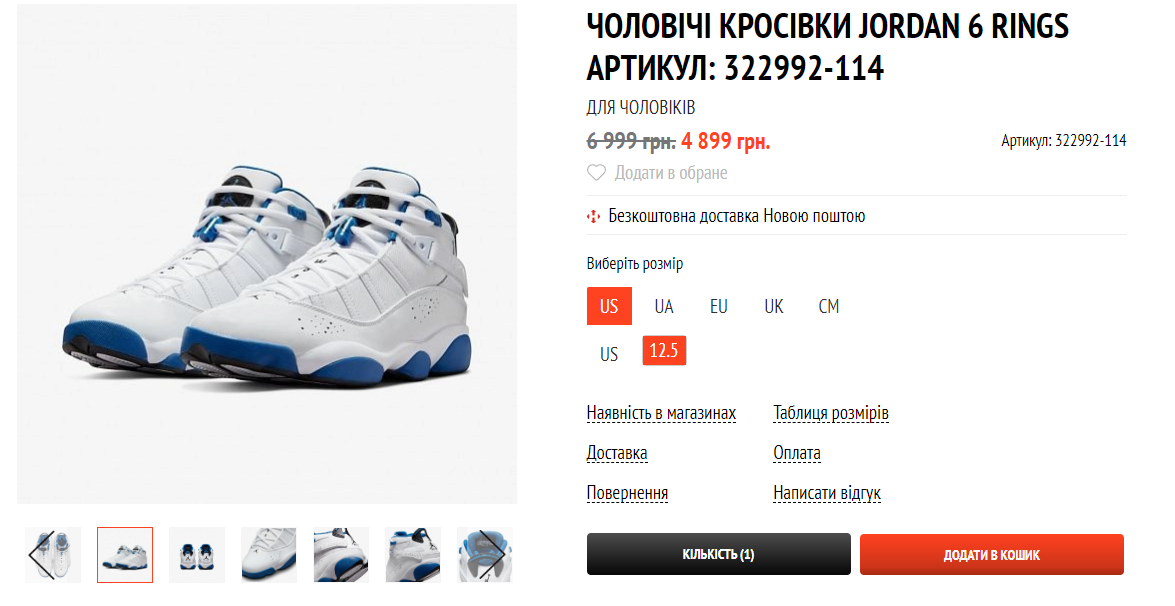 ЧОЛОВІЧІ КРОСІВКИ JORDAN 6 RINGS
АРТИКУЛ: 322992-114
ДЛЯ ЧОЛОВІКІВ
6 999 грн. 4 899 грн.
Артикул: 322992-114
Додати в обране
Безкоштовна доставка Новою поштою
Виберіть розмір
US UA EU UK CM
US 12.5
Наявність в магазинах Таблиця розмірів
Доставка Оплата
Повернення Написати відгук
КІЛЬКІСТЬ (1) ДОДАТИ В КОШИК